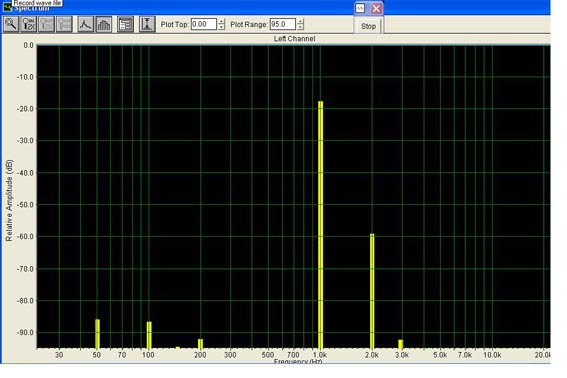 Record wave file
Spectrum
Plot Top: 0.00 Plot Range: 95.0 Stop
Left Channel
0.0
-10.0
-20.0
-30.0
-40.0
-50.0
-60.0
-70.0
-80.0
-90.0
Relative Amplitude (dB)
30 50 70 100 200 300 500 700 1.0k 2.0k 3.0k 5.0k 7.0k 10.0k 20.0k
Frequency (Hz)